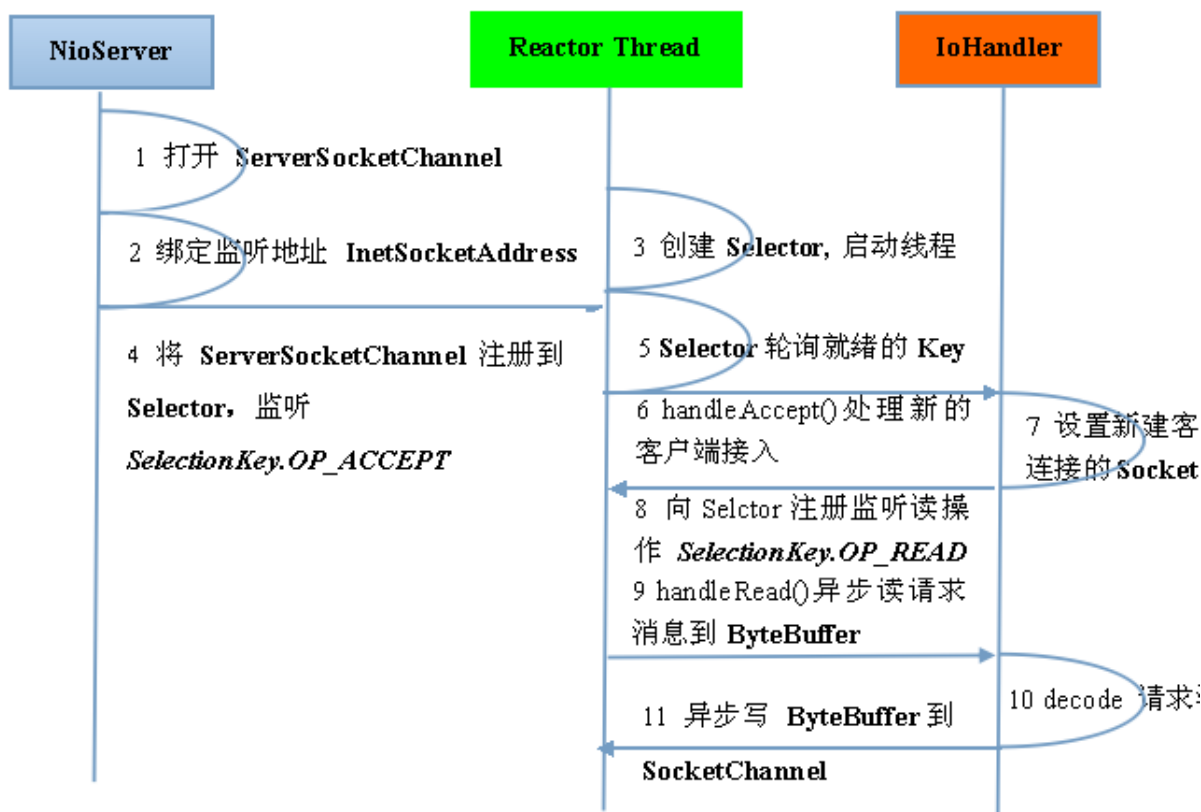 NioServer
Reactor Thread
IoHandler
1 打开 ServerSocketChannel
2 绑定监听地址 InetSocketAddress
3 创建 Selector, 启动线程
4 将 ServerSocketChannel 注册到
Selector，监听
SelectionKey.OP_ACCEPT
5 Selector 轮询就绪的 Key
6 handleAccept()处理新的
客户端接入
7 设置新建客
连接的 Socket
8 向 Selctor 注册监听读操
作 SelectionKey.OP_READ
9 handleRead()异步读请求
消息到 ByteBuffer
10 decode 请求
11 异步写 ByteBuffer 到
SocketChannel